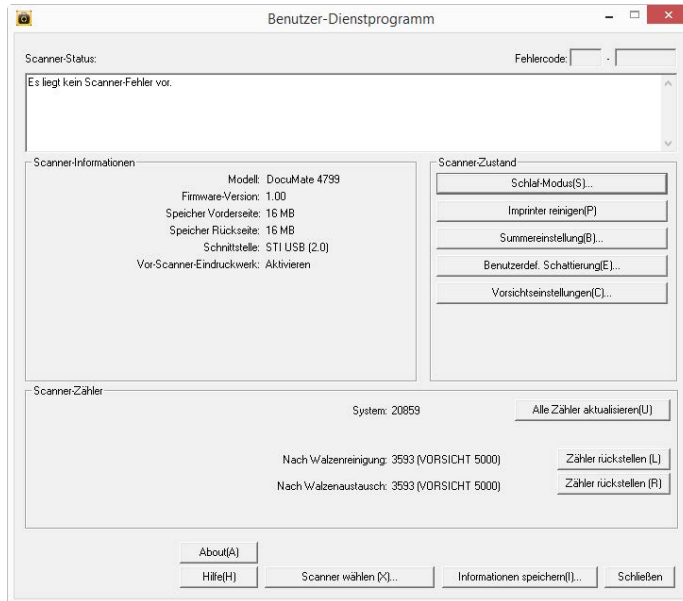 Benutzer-Dienstprogramm
Scanner-Status:
Fehlercode:
-
Es liegt kein Scanner-Fehler vor.
Scanner-Informationen
Modell: DocuMate 4799
Firmware-Version: 1.00
Speicher Vorderseite: 16 MB
Speicher Rückseite: 16 MB
Schnittstelle: STI USB (2.0)
Vor-Scanner-Eindruckwerk: Aktivieren
Scanner-Zustand
Schlaf-Modus(S)...
Imprinter reinigen(P)
Summereinstellung(B)...
Benutzerdef. Schattierung(E)...
Vorsichtseinstellungen(C)...
Scanner-Zähler
System: 20859
Alle Zähler aktualisieren(U)
Nach Walzenreinigung: 3593 (VORSICHT 5000)
Zähler rückstellen (L)
Nach Walzenaustausch: 3593 (VORSICHT 5000)
Zähler rückstellen (R)
About(A)
Hilfe(H)
Scanner wählen (X)...
Informationen speichern(I)...
Schließen